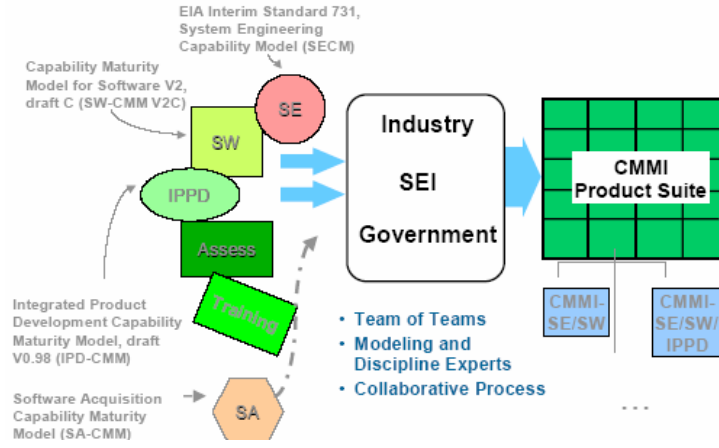 EIA Interim Standard 731,
System Engineering
Capability Model (SECM)
Capability Maturity
Model for Software V2,
draft C (SW-CMM V2C)
SE
SW
IPPD
Assess
Training
Integrated Product
Development Capability
Maturity Model, draft
V0.98 (IPD-CMM)
Software Acquisition
Capability Maturity
Model (SA-CMM)
SA
Industry
SEI
Government
• Team of Teams
• Modeling and
Discipline Experts
• Collaborative Process
CMMI
Product Suite
CMMI-
SE/SW
CMMI-
SE/SW/
IPPD
...